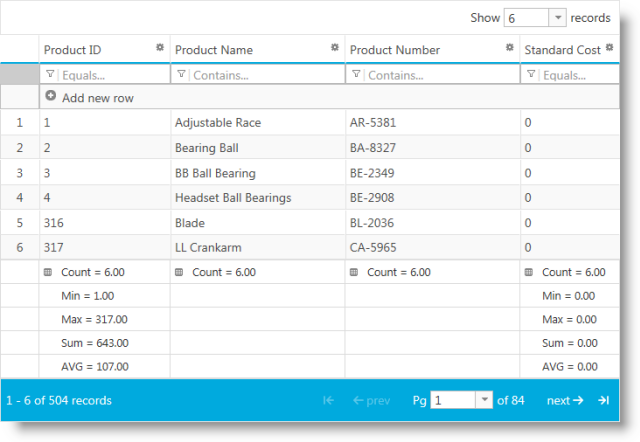 Show 6 records
Product ID Product Name Product Number Standard Cost
Equals... Contains... Contains... Equals...
Add new row
1 1 Adjustable Race AR-5381 0
2 2 Bearing Ball BA-8327 0
3 3 BB Ball Bearing BE-2349 0
4 4 Headset Ball Bearings BE-2908 0
5 316 Blade BL-2036 0
6 317 LL Crankarm CA-5965 0
Count = 6.00 Count = 6.00 Count = 6.00 Count = 6.00
Min = 1.00 Min = 0.00
Max = 317.00 Max = 0.00
Sum = 643.00 Sum = 0.00
AVG = 107.00 AVG = 0.00
1 - 6 of 504 records prev Pg 1 of 84 next